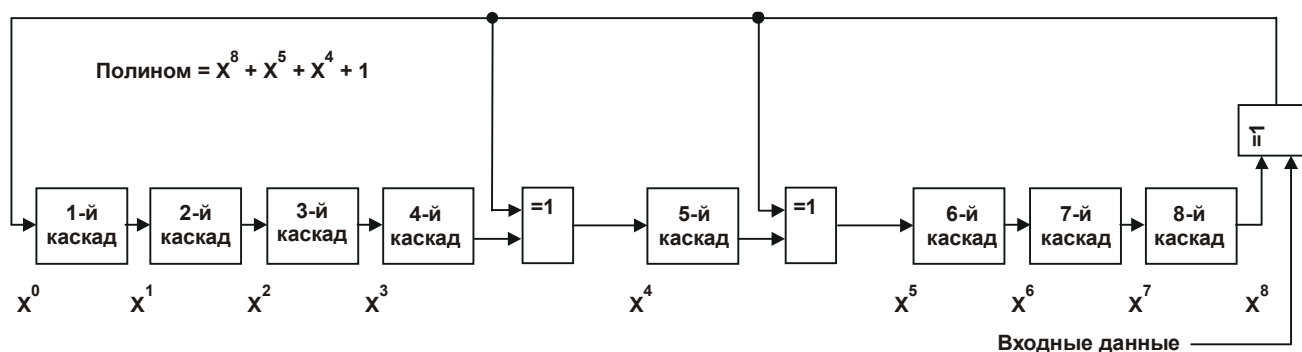 Полином = X⁸ + X⁵ + X⁴ + 1
=1
1-й
каскад
2-й
каскад
3-й
каскад
4-й
каскад
=1
5-й
каскад
=1
6-й
каскад
7-й
каскад
8-й
каскад
X⁰ X¹ X² X³ X⁴ X⁵ X⁶ X⁷ X⁸
Входные данные